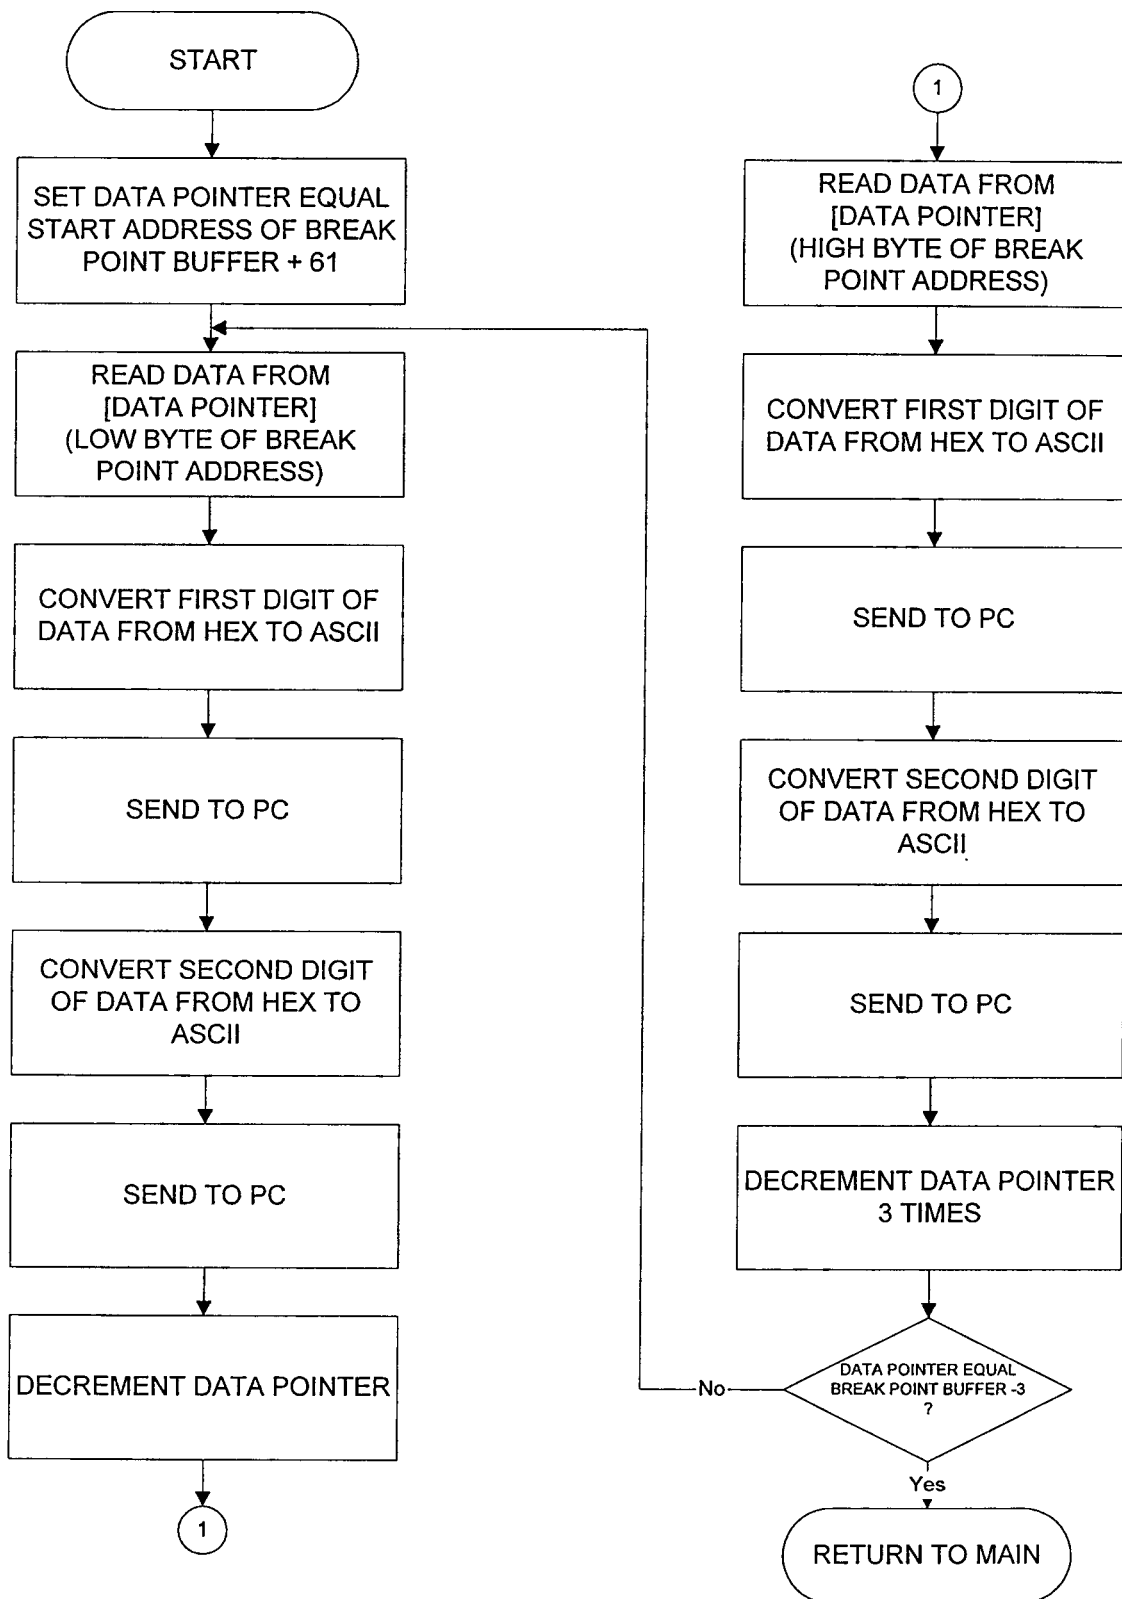 START
SET DATA POINTER EQUAL
START ADDRESS OF BREAK
POINT BUFFER + 61
READ DATA FROM
[DATA POINTER]
(LOW BYTE OF BREAK
POINT ADDRESS)
CONVERT FIRST DIGIT OF
DATA FROM HEX TO ASCII
SEND TO PC
CONVERT SECOND DIGIT
OF DATA FROM HEX TO
ASCII
SEND TO PC
DECREMENT DATA POINTER
1
1
READ DATA FROM
[DATA POINTER]
(HIGH BYTE OF BREAK
POINT ADDRESS)
CONVERT FIRST DIGIT OF
DATA FROM HEX TO ASCII
SEND TO PC
CONVERT SECOND DIGIT
OF DATA FROM HEX TO
ASCII
SEND TO PC
DECREMENT DATA POINTER
3 TIMES
DATA POINTER EQUAL
BREAK POINT BUFFER -3
?
No
Yes
RETURN TO MAIN